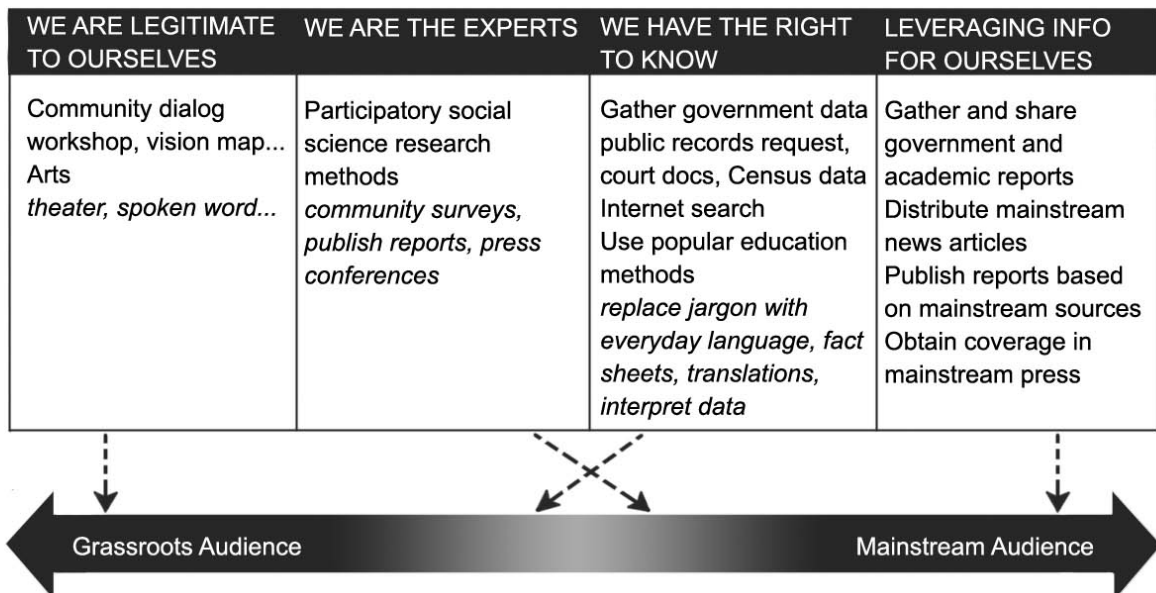 WE ARE LEGITIMATE
TO OURSELVES
Community dialog
workshop, vision map...
Arts
theater, spoken word...
WE ARE THE EXPERTS
Participatory social
science research
methods
community surveys,
publish reports, press
conferences
WE HAVE THE RIGHT
TO KNOW
Gather government data
public records request,
court docs, Census data
Internet search
Use popular education
methods
replace jargon with
everyday language, fact
sheets, translations,
interpret data
LEVERAGING INFO
FOR OURSELVES
Gather and share
government and
academic reports
Distribute mainstream
news articles
Publish reports based
on mainstream sources
Obtain coverage in
mainstream press
Grassroots Audience
Mainstream Audience